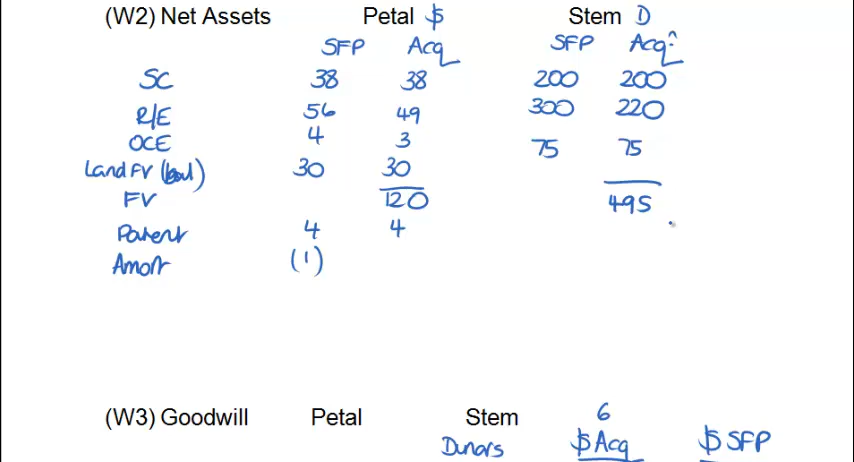 (W2) Net Assets Petal $ Stem D
SFP Acq SFP Acq^
SC 38 38 200 200
R/E 56 49 300 220
OCE 4 3 75 75
Land FV (bal) 30 30
FV 120 495
Patent 4 4
Amort (1)
(W3) Goodwill Petal Stem 6
Dinars $ Acq $ SFP